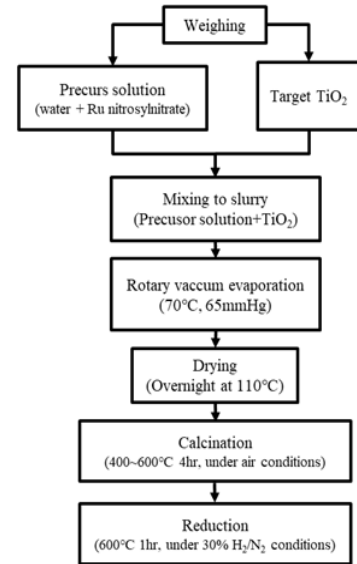 Weighing
Precurs solution
(water + Ru nitrosylnitrate)
Target TiO₂
Mixing to slurry
(Precusor solution+TiO₂)
Rotary vaccum evaporation
(70℃, 65mmHg)
Drying
(Overnight at 110℃)
Calcination
(400~600℃ 4hr, under air conditions)
Reduction
(600℃ 1hr, under 30% H₂/N₂ conditions)